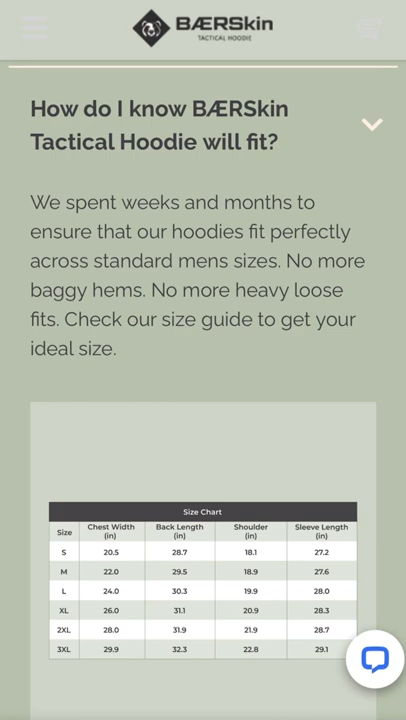 BÆRSkin
TACTICAL HOODIE
How do I know BÆRSkin
Tactical Hoodie will fit?
We spent weeks and months to
ensure that our hoodies fit perfectly
across standard mens sizes. No more
baggy hems. No more heavy loose
fits. Check our size guide to get your
ideal size.
Size Chart
Size Chest Width (in) Back Length (in) Shoulder (in) Sleeve Length (in)
S 20.5 28.7 18.1 27.2
M 22.0 29.5 18.9 27.6
L 24.0 30.3 19.9 28.0
XL 26.0 31.1 20.9 28.3
2XL 28.0 31.9 21.9 28.7
3XL 29.9 32.3 22.8 29.1